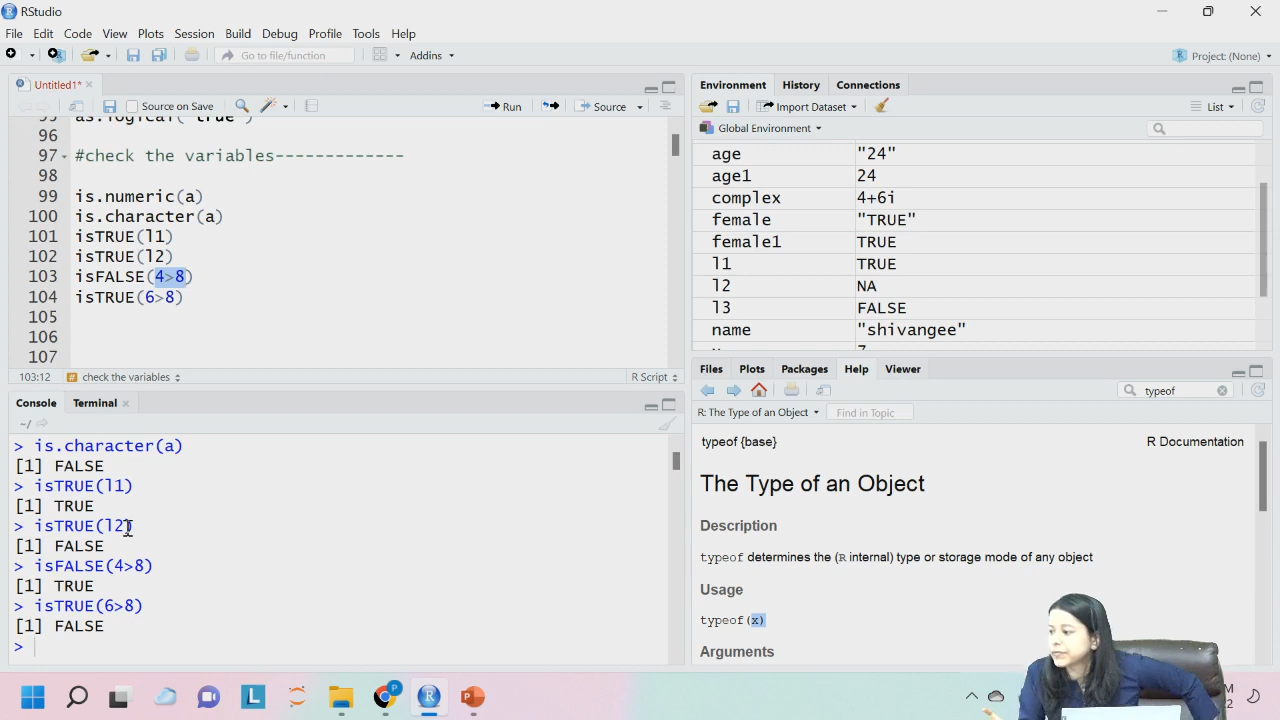 RStudio
File Edit Code View Plots Session Build Debug Profile Tools Help
Go to file/function Addins Project: (None)
Untitled1*
Source on Save Run Source
96
97 #check the variables-------------
98
99 is.numeric(a)
100 is.character(a)
101 isTRUE(l1)
102 isTRUE(l2)
103 isFALSE(4>8)
104 isTRUE(6>8)
105
106
107
103:12 check the variables R Script
Console Terminal
~/
> is.character(a)
[1] FALSE
> isTRUE(l1)
[1] TRUE
> isTRUE(l2)
[1] FALSE
> isFALSE(4>8)
[1] TRUE
> isTRUE(6>8)
[1] FALSE
>
Environment History Connections
Import Dataset List
Global Environment
age "24"
age1 24
complex 4+6i
female "TRUE"
female1 TRUE
l1 TRUE
l2 NA
l3 FALSE
name "shivangee"
Files Plots Packages Help Viewer
typeof
R: The Type of an Object Find in Topic
typeof {base} R Documentation
The Type of an Object
Description
typeof determines the (R internal) type or storage mode of any object
Usage
typeof(x)
Arguments